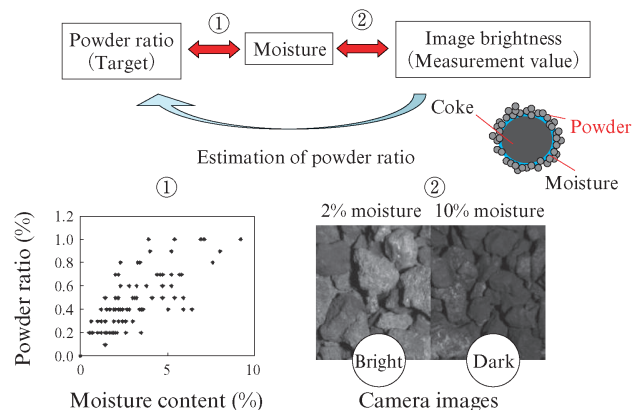 ①
②
Powder ratio
(Target)
Moisture
Image brightness
(Measurement value)
Coke
Powder
Moisture
Estimation of powder ratio
①
Powder ratio (%)
1.2
1.0
0.8
0.6
0.4
0.2
0.0
0
5
10
Moisture content (%)
②
2% moisture
10% moisture
Bright
Dark
Camera images